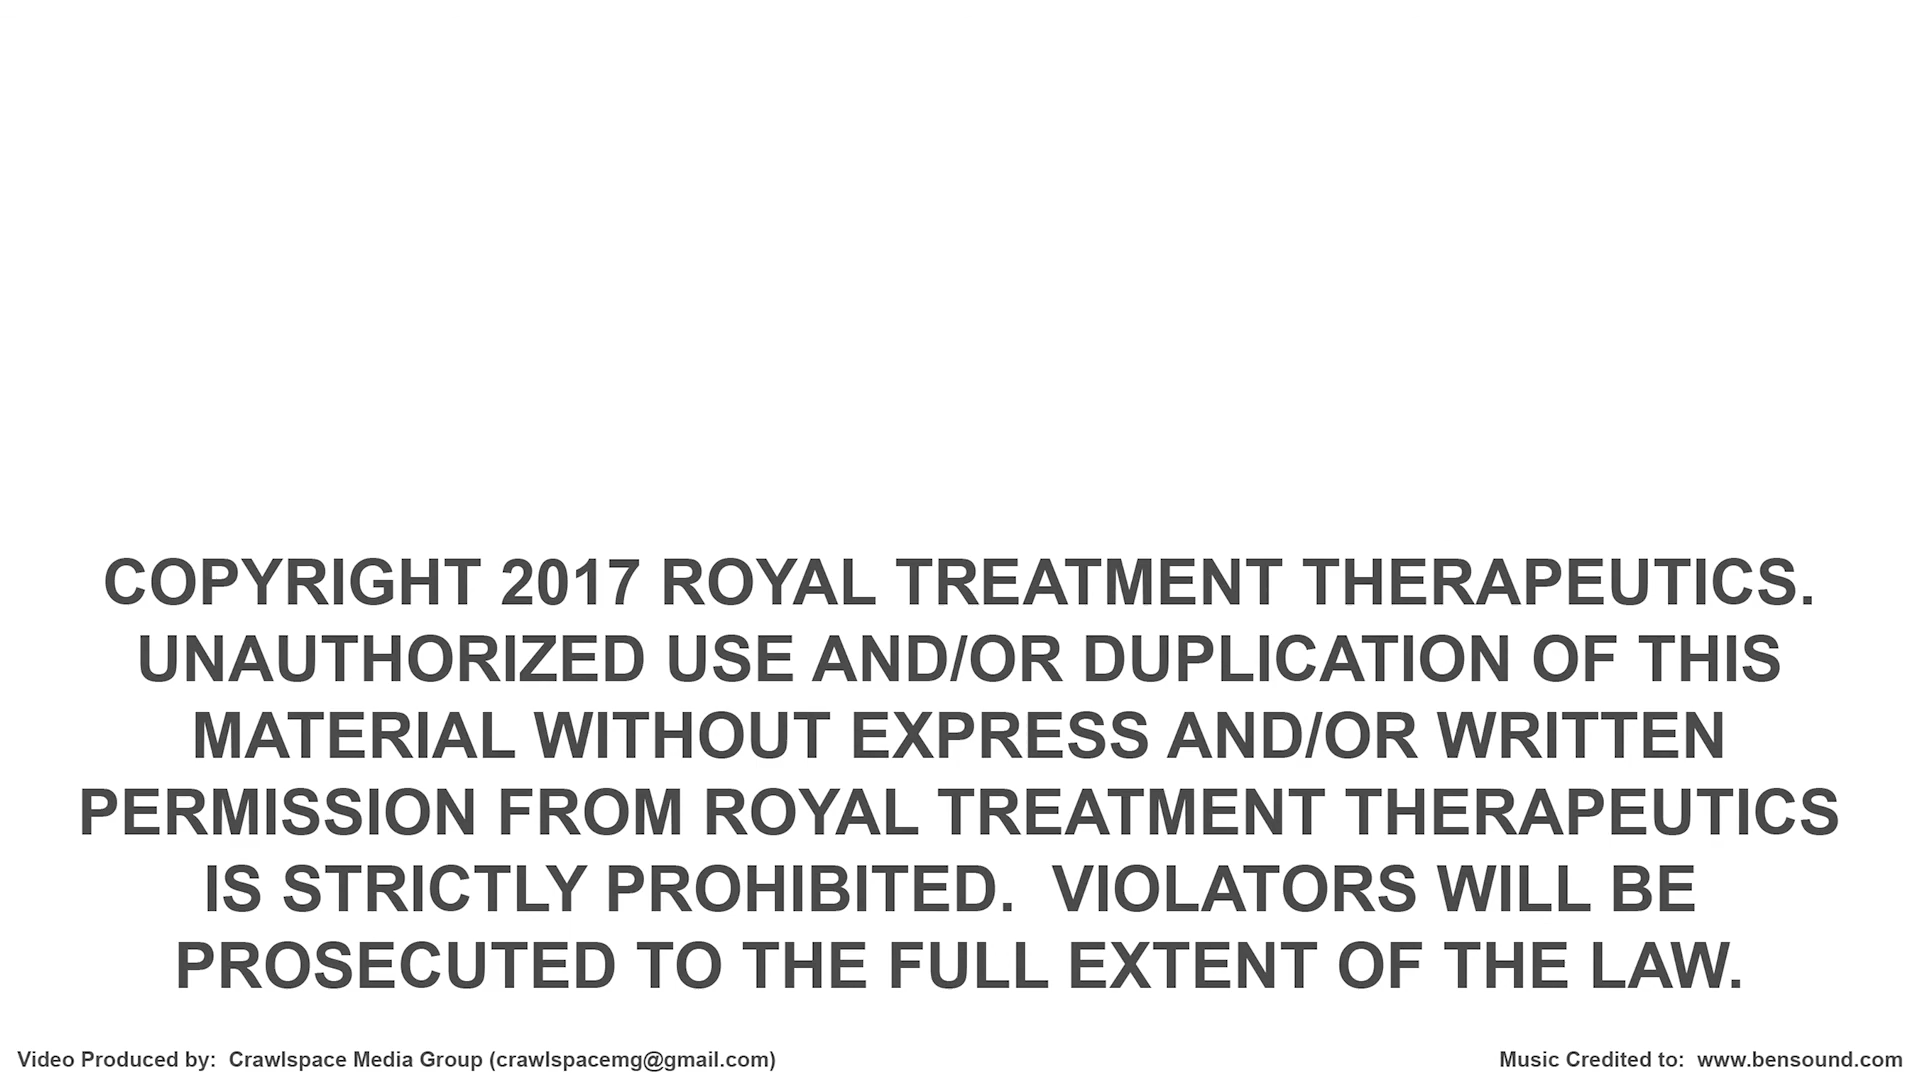 COPYRIGHT 2017 ROYAL TREATMENT THERAPEUTICS.
UNAUTHORIZED USE AND/OR DUPLICATION OF THIS
MATERIAL WITHOUT EXPRESS AND/OR WRITTEN
PERMISSION FROM ROYAL TREATMENT THERAPEUTICS
IS STRICTLY PROHIBITED.  VIOLATORS WILL BE
PROSECUTED TO THE FULL EXTENT OF THE LAW.
Video Produced by:  Crawlspace Media Group (crawlspacemg@gmail.com)
Music Credited to:  www.bensound.com